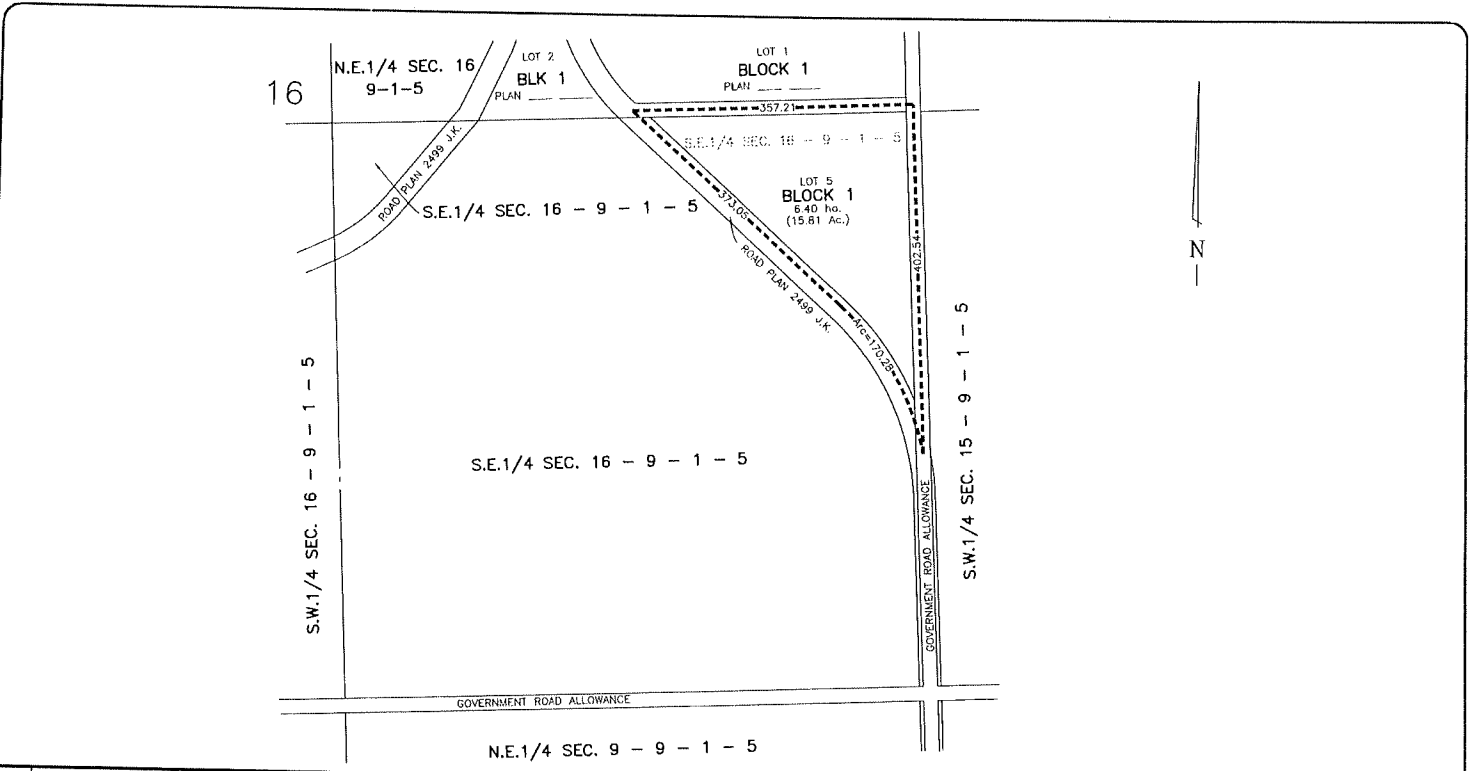 16
N.E.1/4 SEC. 16
9-1-5
LOT 2
BLK 1
PLAN ____ ____
LOT 1
BLOCK 1
PLAN ____ ____
357.21
S.E.1/4 SEC. 16 - 9 - 1 - 5
ROAD PLAN 2499 J.K.
S.E.1/4 SEC. 16 - 9 - 1 - 5
LOT 5
BLOCK 1
6.40 ha.
(15.81 Ac.)
373.05
402.54
ROAD PLAN 2499 J.K.
Arc=170.28
N
S.W.1/4 SEC. 16 - 9 - 1 - 5
S.W.1/4 SEC. 15 - 9 - 1 - 5
S.E.1/4 SEC. 16 - 9 - 1 - 5
GOVERNMENT ROAD ALLOWANCE
GOVERNMENT ROAD ALLOWANCE
N.E.1/4 SEC. 9 - 9 - 1 - 5